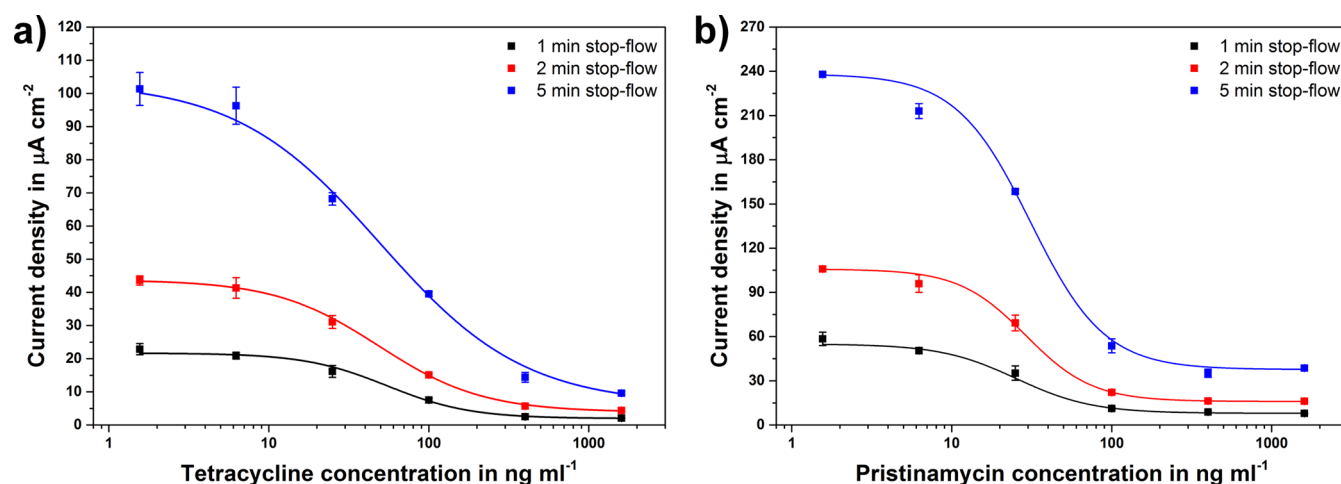 a)
120
110
100
90
80
70
60
50
40
30
20
10
0
Current density in µA cm⁻²
1 min stop-flow
2 min stop-flow
5 min stop-flow
1
10
100
1000
Tetracycline concentration in ng ml⁻¹
b)
270
240
210
180
150
120
90
60
30
0
Current density in µA cm⁻²
1 min stop-flow
2 min stop-flow
5 min stop-flow
1
10
100
1000
Pristinamycin concentration in ng ml⁻¹